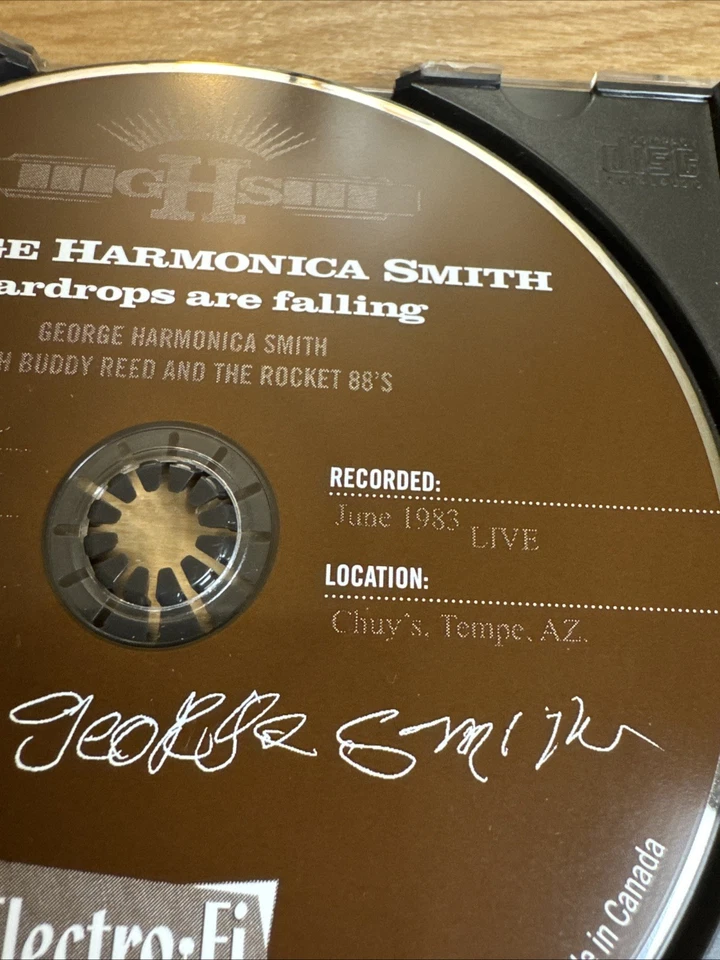 GHS
GE HARMONICA SMITH
ardrops are falling
GEORGE HARMONICA SMITH
H BUDDY REED AND THE ROCKET 88'S
RECORDED:
June 1983 LIVE
LOCATION:
Chuy's, Tempe, AZ.
George Smith
lectro-Fi
e in Canada